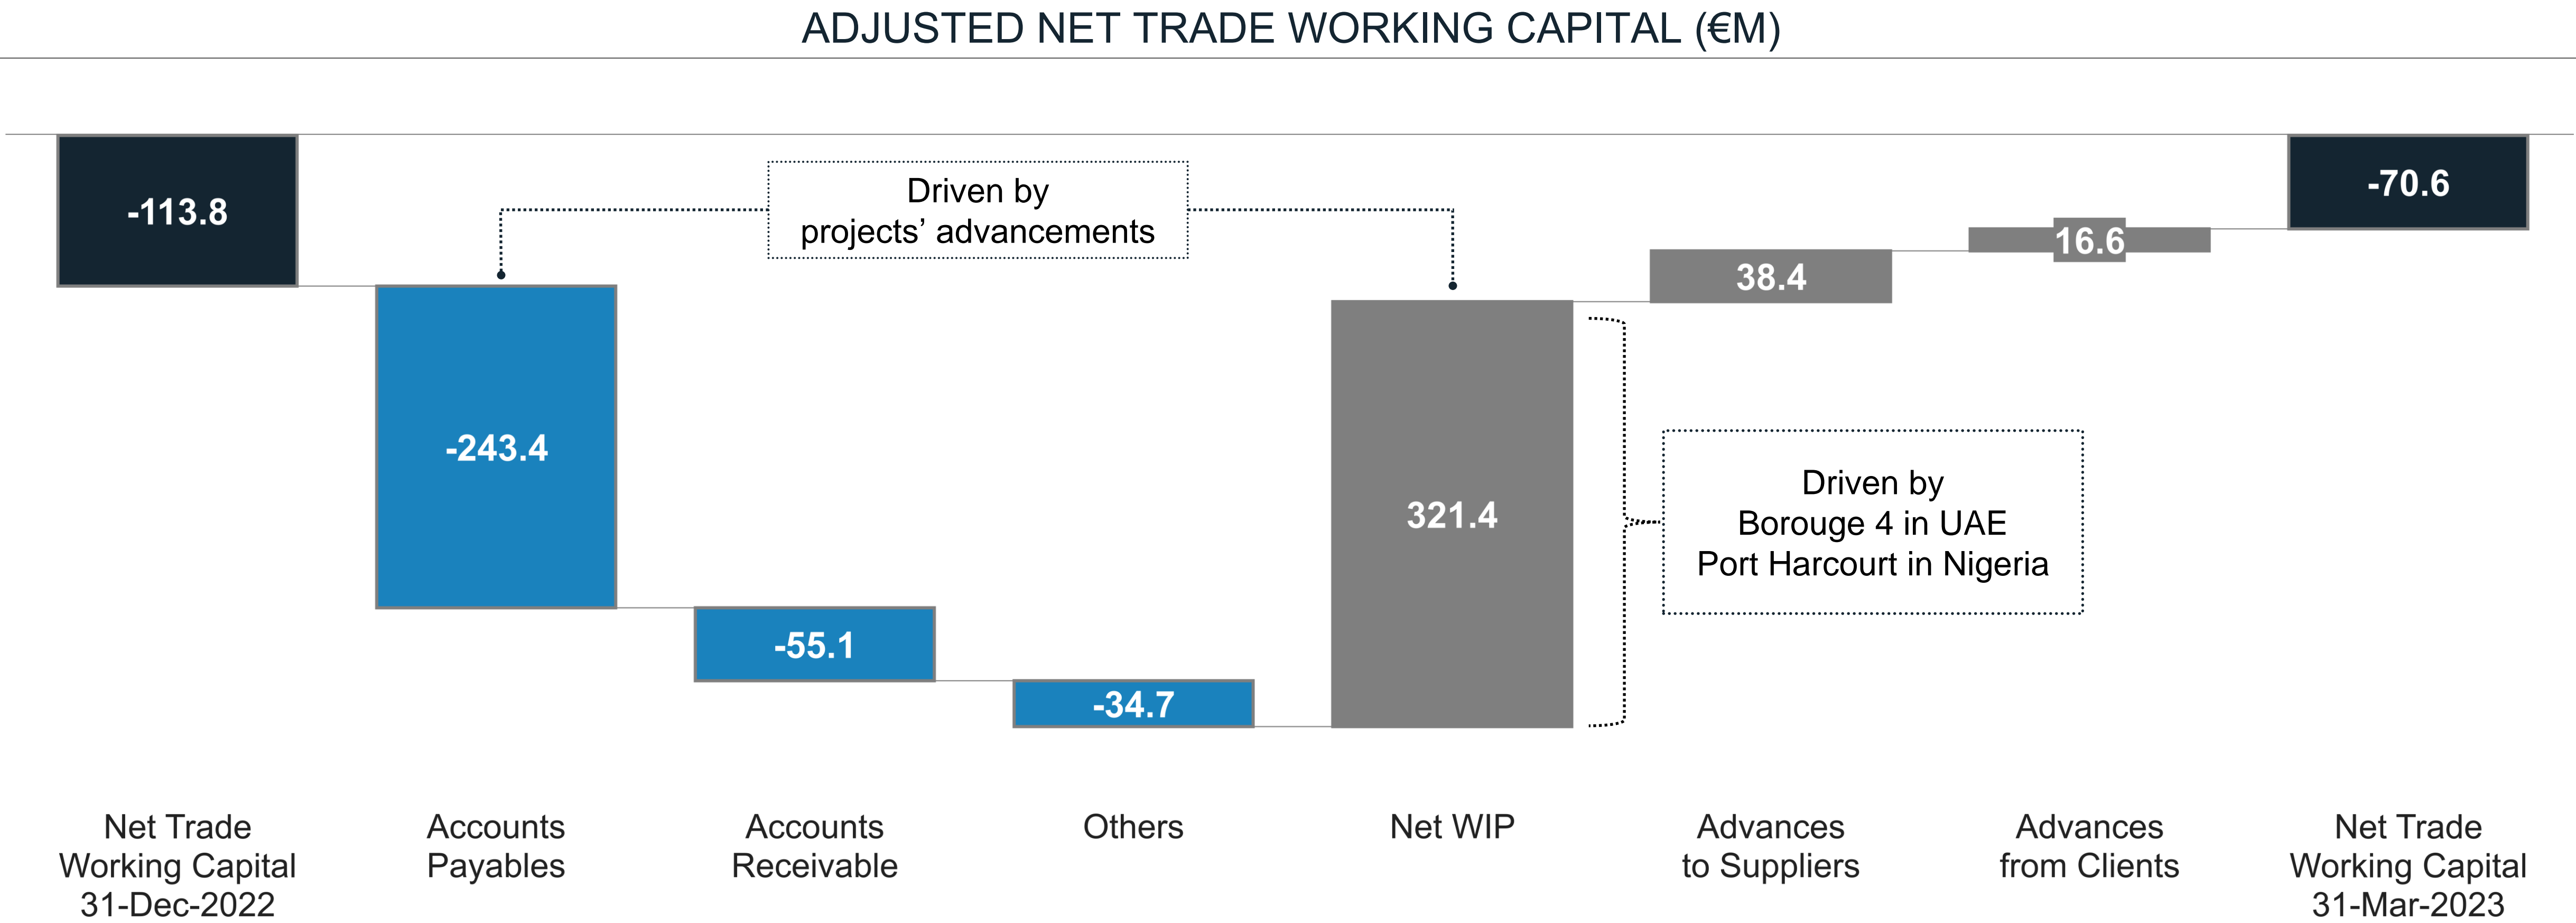 ADJUSTED NET TRADE WORKING CAPITAL (€M)
-113.8
-243.4
-55.1
-34.7
321.4
38.4
16.6
-70.6
Driven by
projects’ advancements
Driven by
Borouge 4 in UAE
Port Harcourt in Nigeria
Net Trade
Working Capital
31-Dec-2022
Accounts
Payables
Accounts
Receivable
Others
Net WIP
Advances
to Suppliers
Advances
from Clients
Net Trade
Working Capital
31-Mar-2023